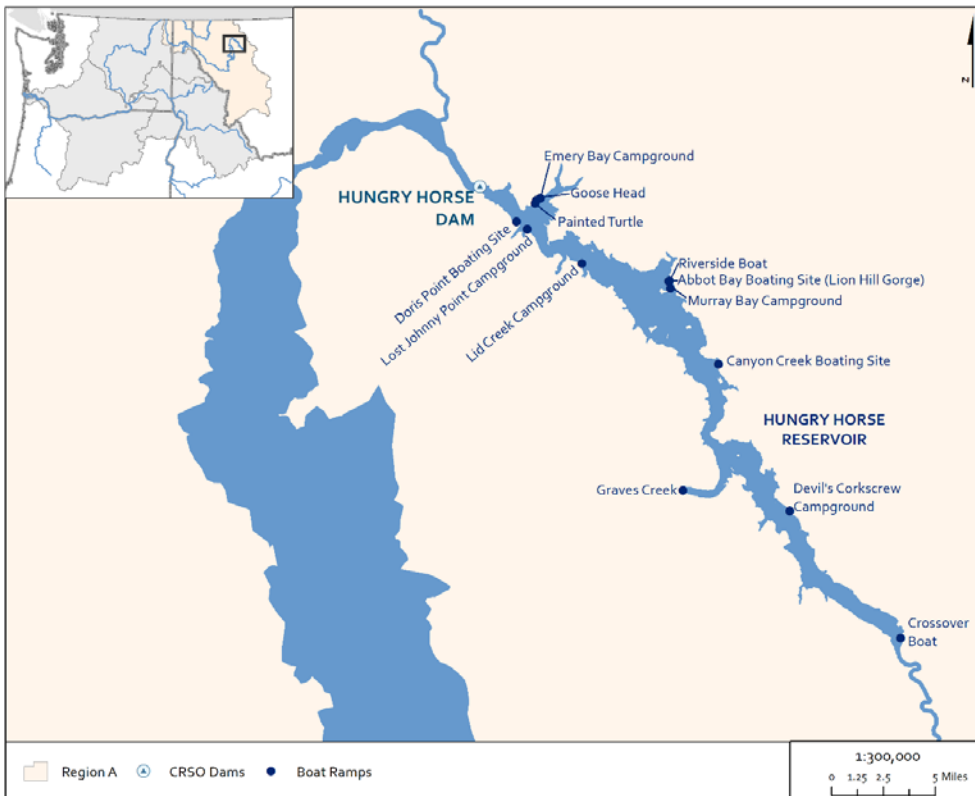 Z
Emery Bay Campground
Goose Head
HUNGRY HORSE
DAM
Painted Turtle
Doris Point Boating Site
Lost Johnny Point Campground
Lid Creek Campground
Riverside Boat
Abbot Bay Boating Site (Lion Hill Gorge)
Murray Bay Campground
Canyon Creek Boating Site
HUNGRY HORSE
RESERVOIR
Graves Creek
Devil's Corkscrew
Campground
Crossover
Boat
Region A
CRSO Dams
Boat Ramps
1:300,000
0 1.25 2.5 5 Miles